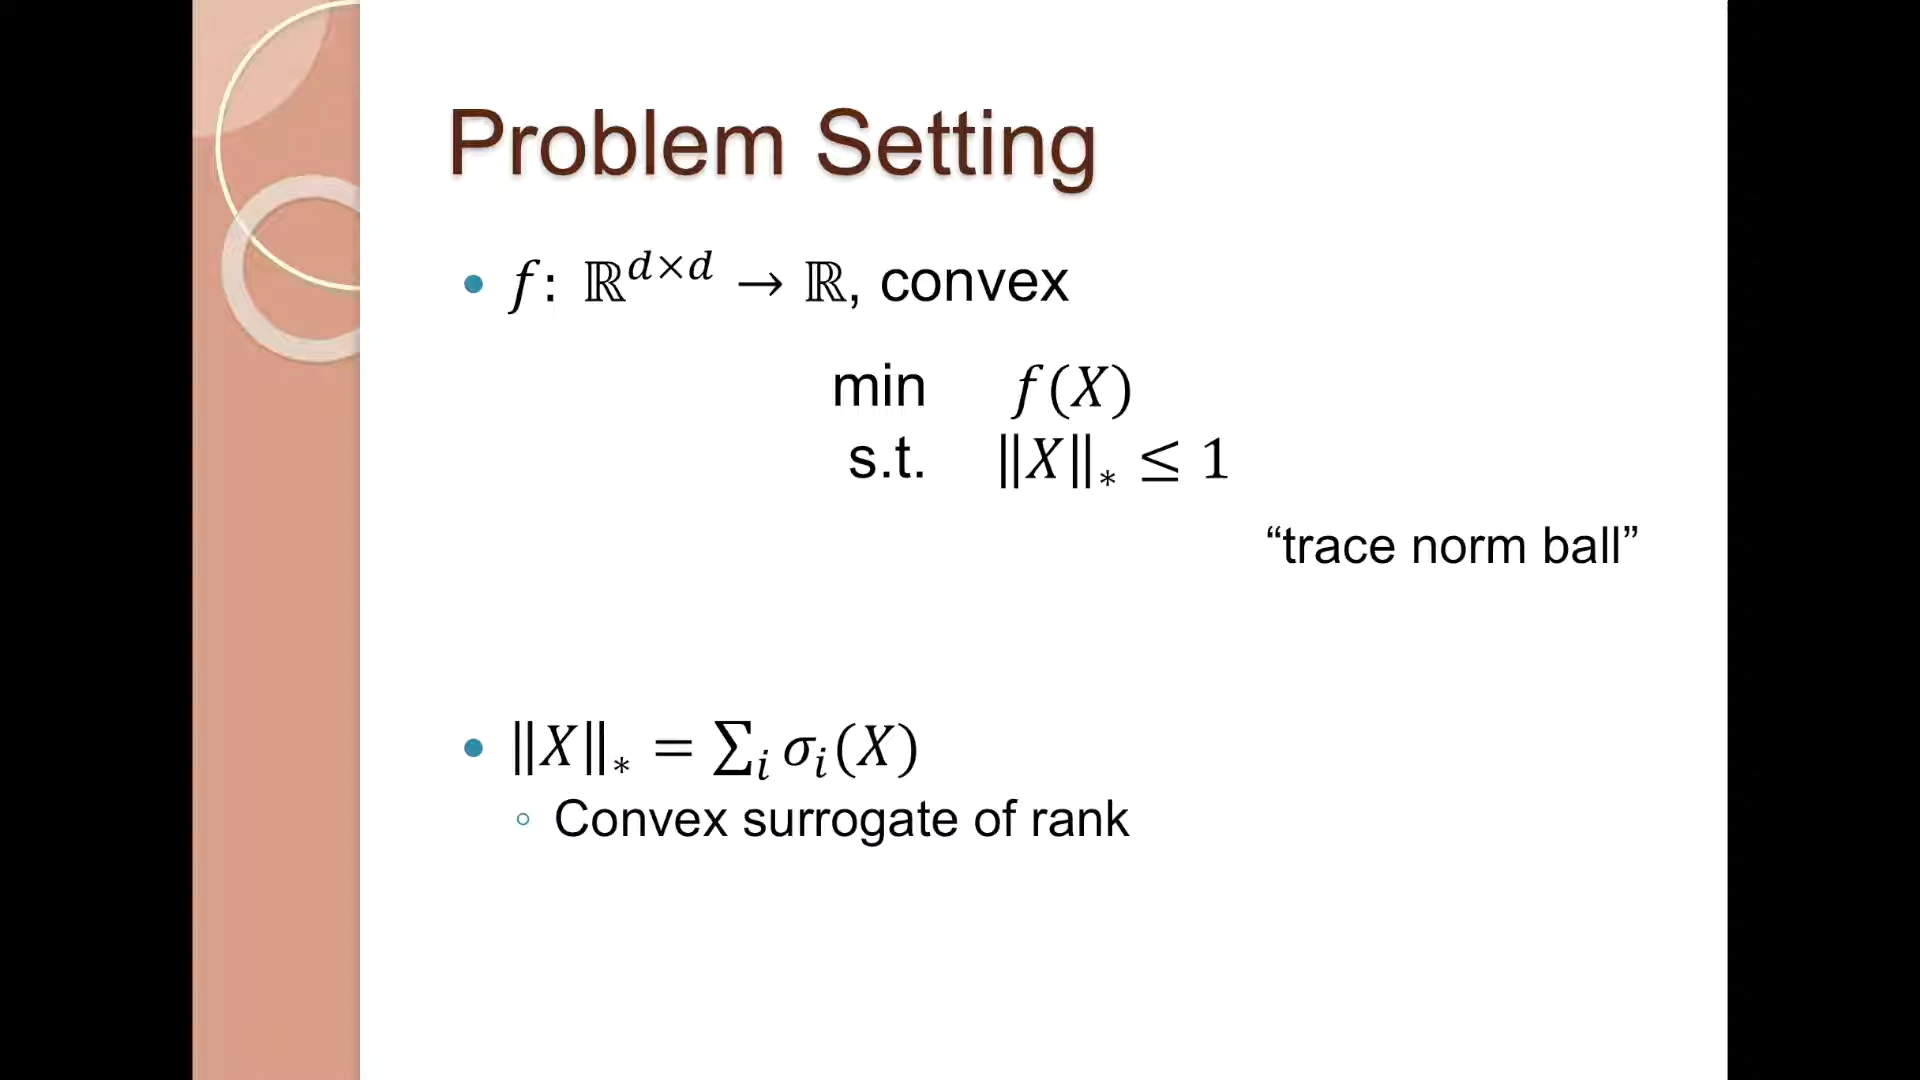 Problem Setting
• 𝑓: ℝ^{𝑑×𝑑} → ℝ, convex
min 𝑓(𝑋)
s.t. ‖𝑋‖_* ≤ 1
“trace norm ball”
• ‖𝑋‖_* = ∑_𝑖 𝜎_𝑖(𝑋)
◦ Convex surrogate of rank